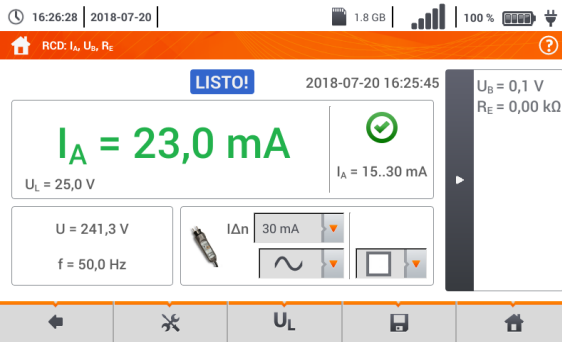 16:26:28 2018-07-20 1.8 GB 100 %
RCD: IA, UB, RE
LISTO! 2018-07-20 16:25:45
IA = 23,0 mA
UL = 25,0 V
IA = 15..30 mA
UB = 0,1 V
RE = 0,00 kΩ
U = 241,3 V
f = 50,0 Hz
IΔn 30 mA
UL